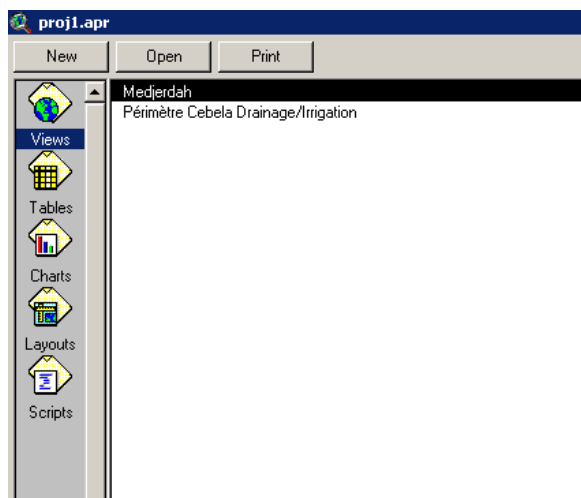 proj1.apr
New
Open
Print
Medjerdah
Périmètre Cebela Drainage/Irrigation
Views
Tables
Charts
Layouts
Scripts